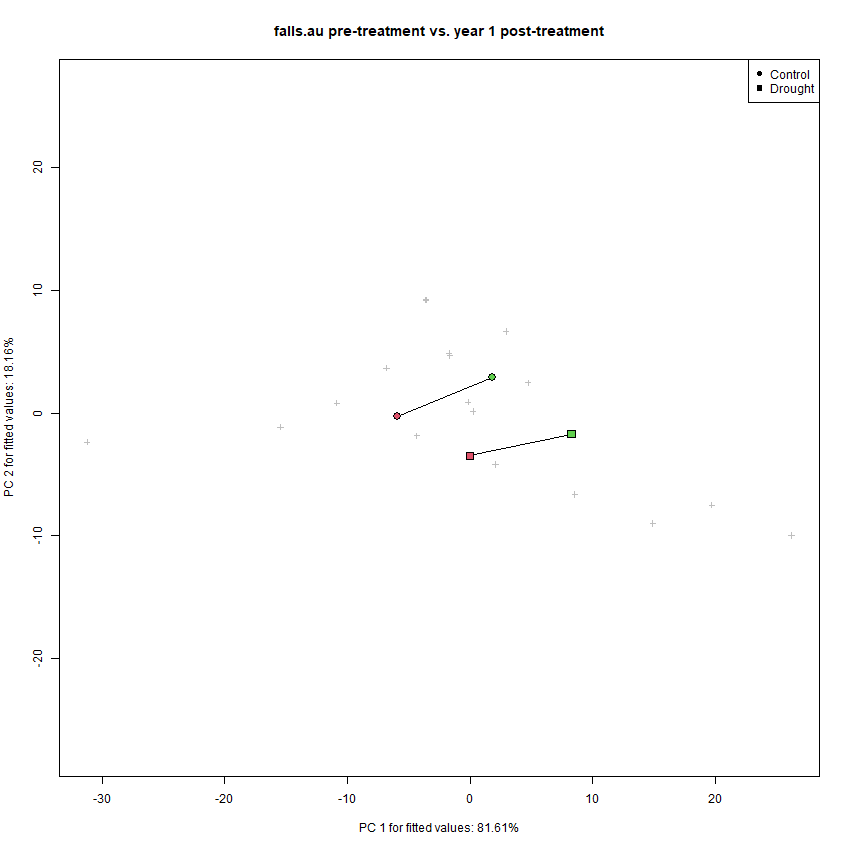 falls.au pre-treatment vs. year 1 post-treatment
Control
Drought
20
10
0
-10
-20
PC 2 for fitted values: 18.16%
-30
-20
-10
0
10
20
PC 1 for fitted values: 81.61%